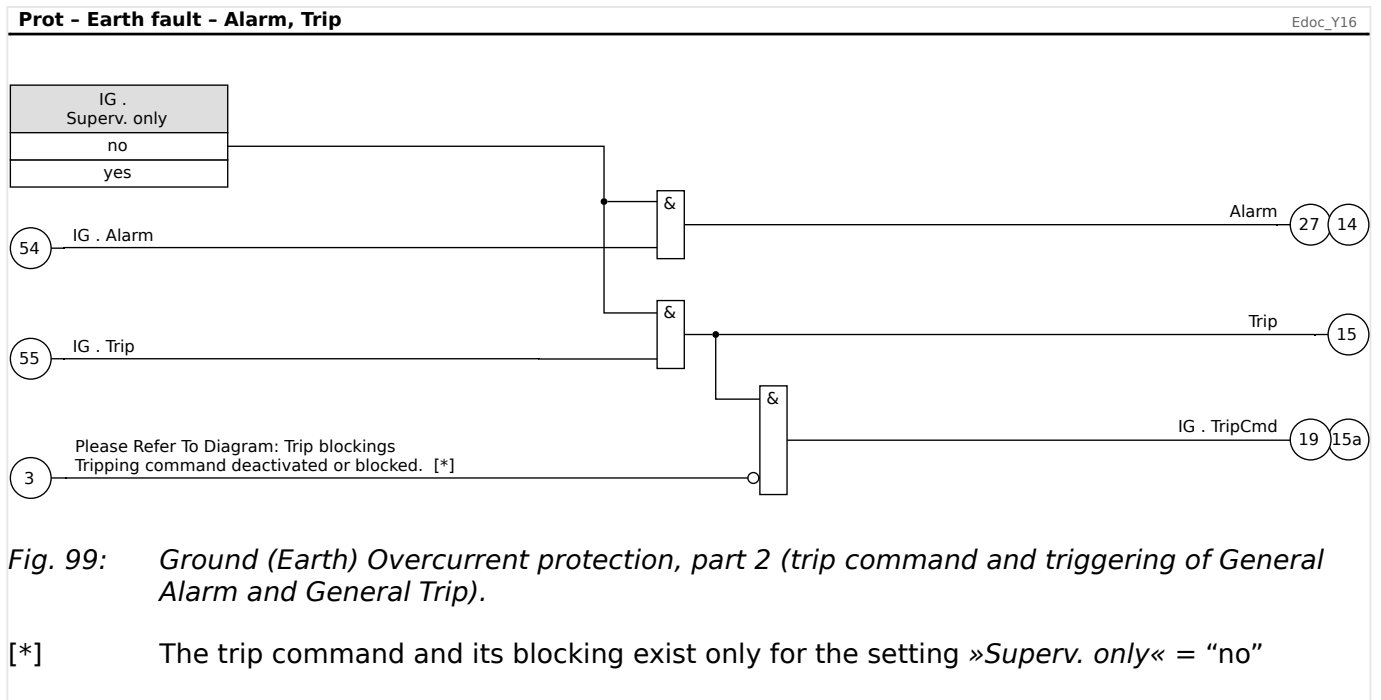 Prot – Earth fault – Alarm, Trip
Edoc_Y16
IG .
Superv. only
no
yes
&
Alarm
27
14
54
IG . Alarm
&
Trip
15
55
IG . Trip
&
IG . TripCmd
19
15a
Please Refer To Diagram: Trip blockings
Tripping command deactivated or blocked. [*]
3
Fig. 99: Ground (Earth) Overcurrent protection, part 2 (trip command and triggering of General
Alarm and General Trip).
[*] The trip command and its blocking exist only for the setting »Superv. only« = “no”